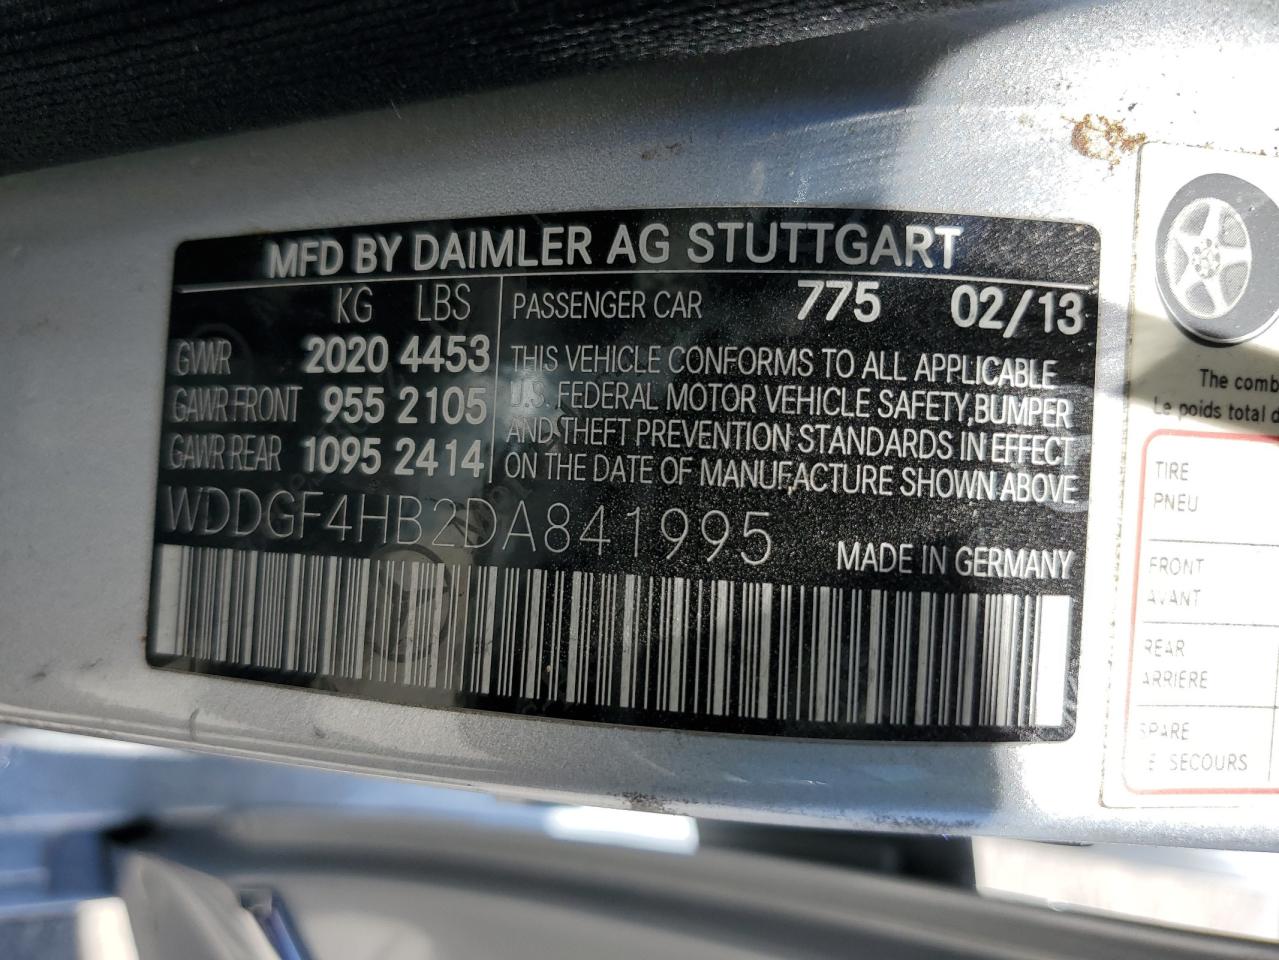 MFD BY DAIMLER AG STUTTGART
KG LBS PASSENGER CAR 775 02/13
GVWR 2020 4453
GAWR FRONT 955 2105
GAWR REAR 1095 2414
THIS VEHICLE CONFORMS TO ALL APPLICABLE
U.S. FEDERAL MOTOR VEHICLE SAFETY, BUMPER
AND THEFT PREVENTION STANDARDS IN EFFECT
ON THE DATE OF MANUFACTURE SHOWN ABOVE
WDDGF4HB2DA841995
MADE IN GERMANY
The comb
Le poids total d
TIRE
PNEU
FRONT
AVANT
REAR
ARRIERE
SPARE
DE SECOURS